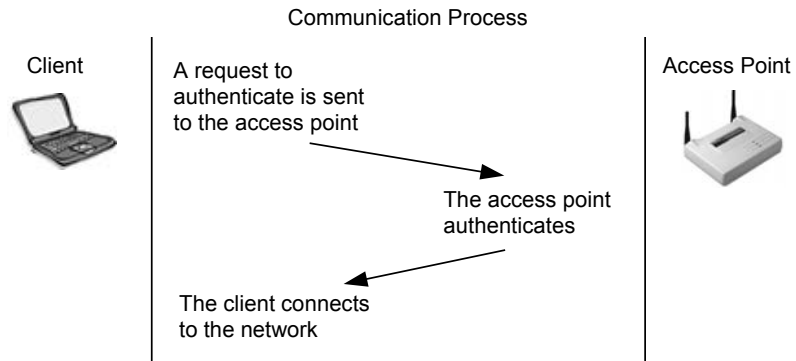 Communication Process
Client
Access Point
A request to
authenticate is sent
to the access point
The access point
authenticates
The client connects
to the network